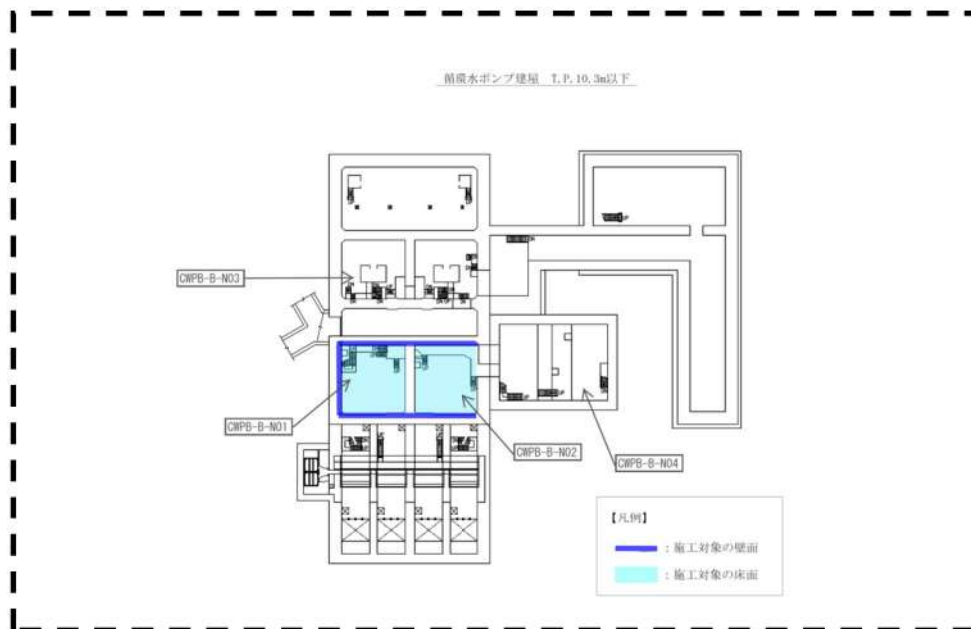 循環水ポンプ建屋 T.P.10.3m以下
CWPB-B-N03
CWPB-B-N01
CWPB-B-N02
CWPB-B-N04
【凡例】
：施工対象の壁面
：施工対象の床面